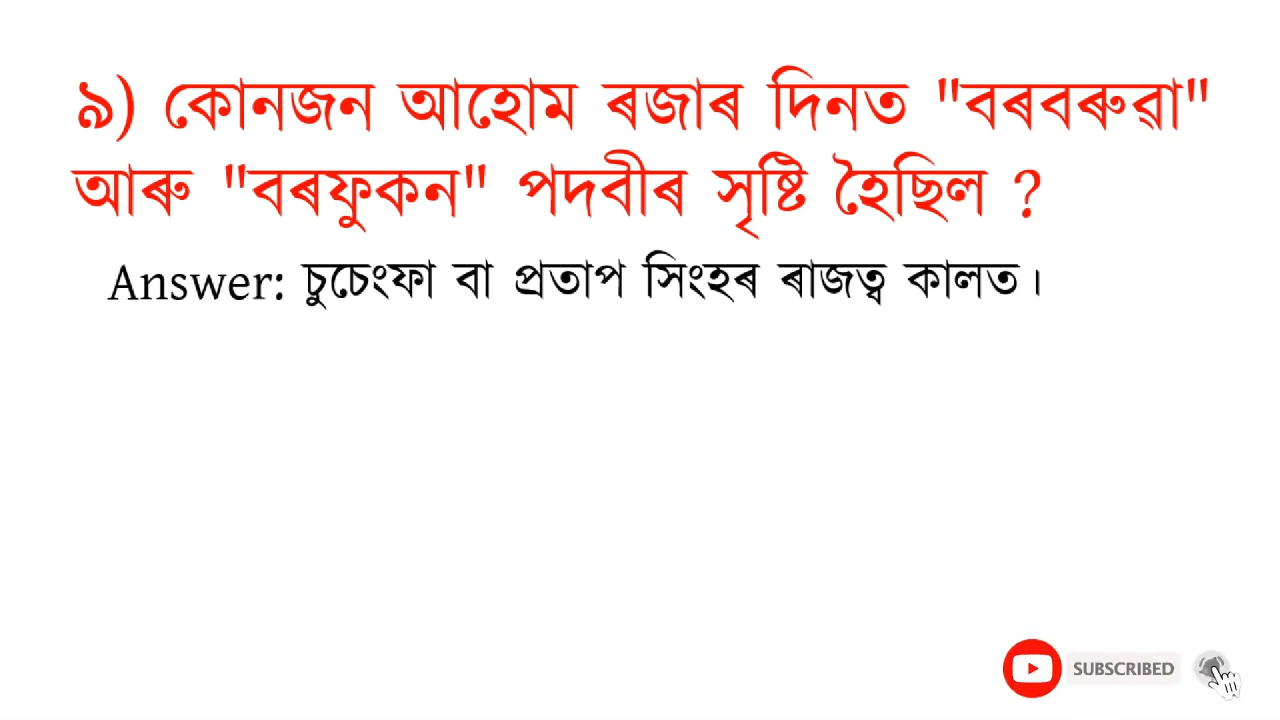 ৯) কোনজন আহোম ৰজাৰ দিনত "বৰবৰুৱা"
আৰু "বৰফুকন" পদবীৰ সৃষ্টি হৈছিল ?
Answer: চুচেংফা বা প্ৰতাপ সিংহৰ ৰাজত্ব কালত।
SUBSCRIBED